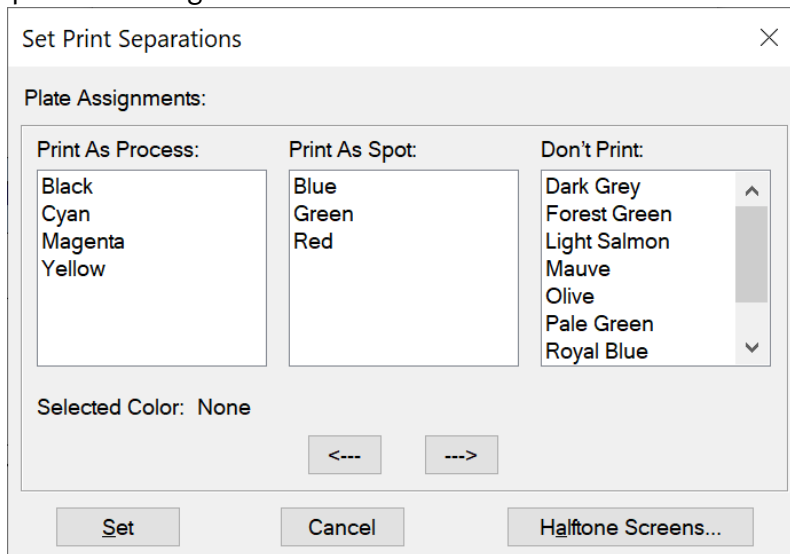 Set Print Separations
Plate Assignments:
Print As Process:
Black
Cyan
Magenta
Yellow
Print As Spot:
Blue
Green
Red
Don't Print:
Dark Grey
Forest Green
Light Salmon
Mauve
Olive
Pale Green
Royal Blue
Selected Color: None
<--- --->
Set Cancel Halftone Screens...